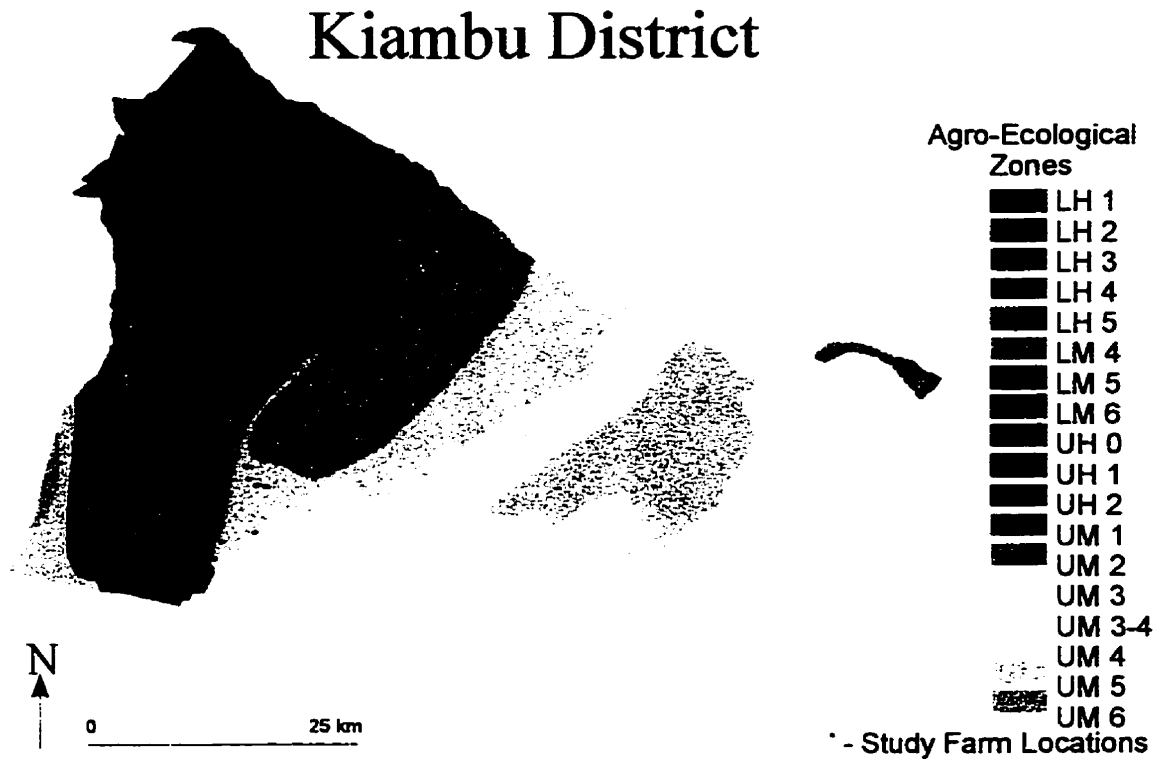 Kiambu District
Agro-Ecological
Zones
LH 1
LH 2
LH 3
LH 4
LH 5
LM 4
LM 5
LM 6
UH 0
UH 1
UH 2
UM 1
UM 2
UM 3
UM 3-4
UM 4
UM 5
UM 6
- Study Farm Locations
N
0 25 km